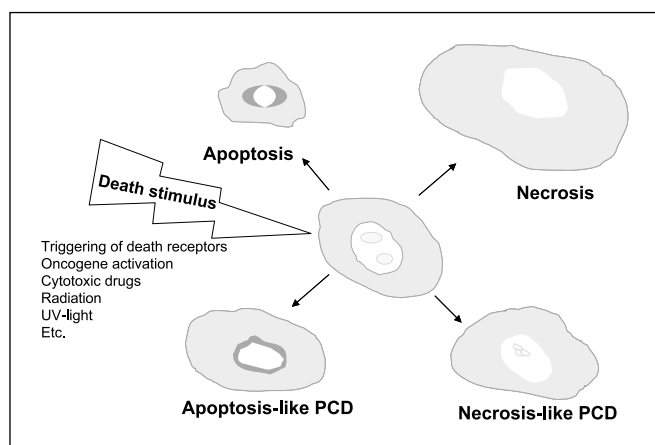 Apoptosis
Necrosis
Death stimulus
Triggering of death receptors
Oncogene activation
Cytotoxic drugs
Radiation
UV-light
Etc.
Apoptosis-like PCD
Necrosis-like PCD